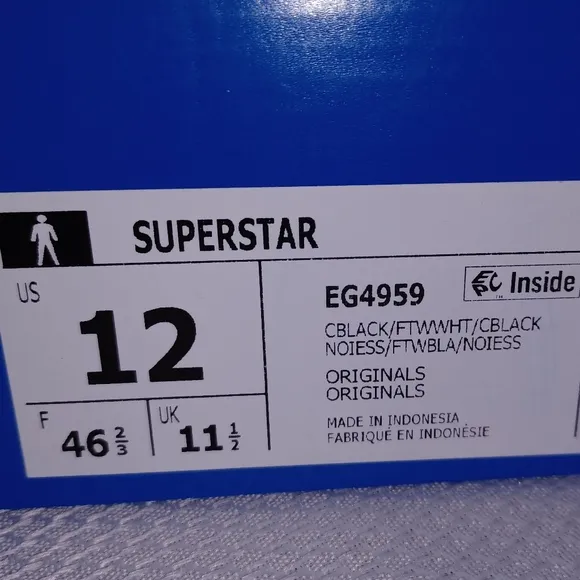 SUPERSTAR
US
12
F
46 2/3
UK
11 1/2
EG4959
Inside
CBLACK/FTWWHT/CBLACK
NOIESS/FTWBLA/NOIESS
ORIGINALS
ORIGINALS
MADE IN INDONESIA
FABRIQUÉ EN INDONÉSIE